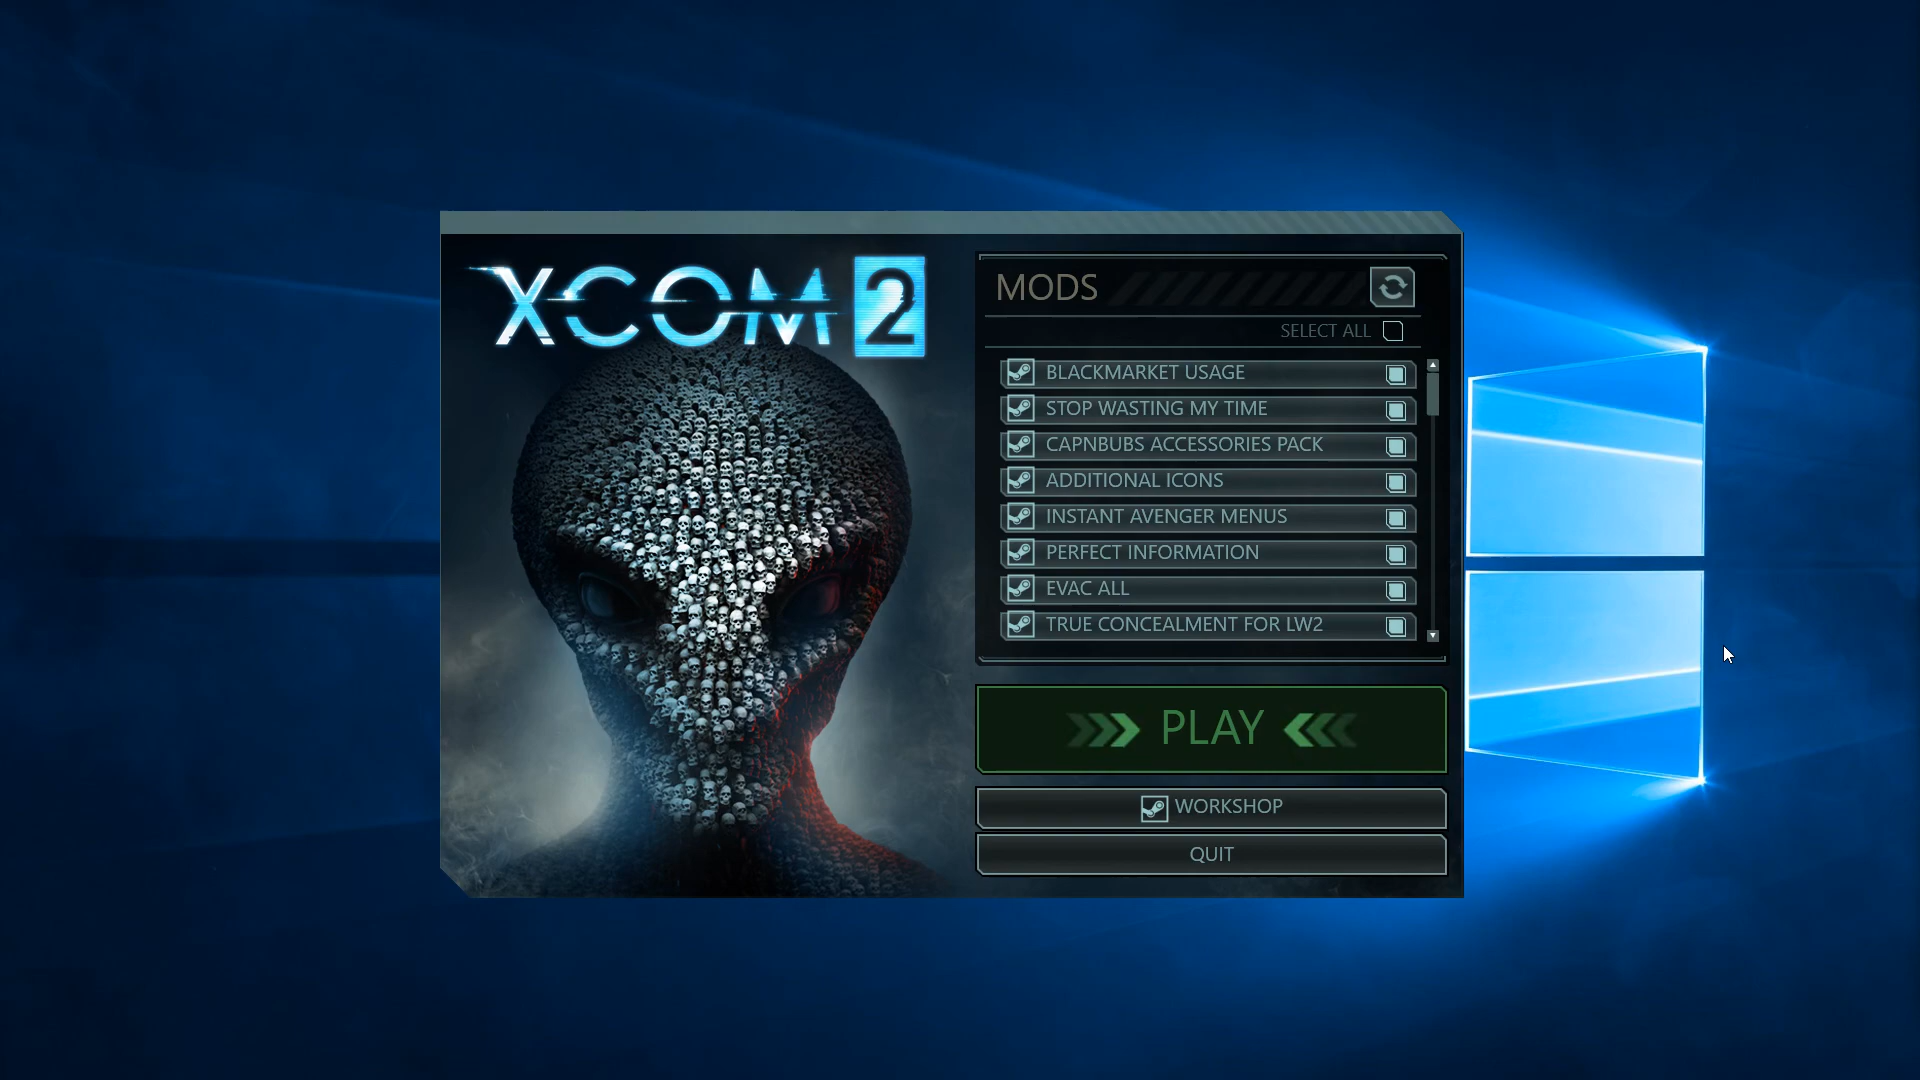 XCOM 2
MODS
SELECT ALL
BLACKMARKET USAGE
STOP WASTING MY TIME
CAPNBUBS ACCESSORIES PACK
ADDITIONAL ICONS
INSTANT AVENGER MENUS
PERFECT INFORMATION
EVAC ALL
TRUE CONCEALMENT FOR LW2
PLAY
WORKSHOP
QUIT